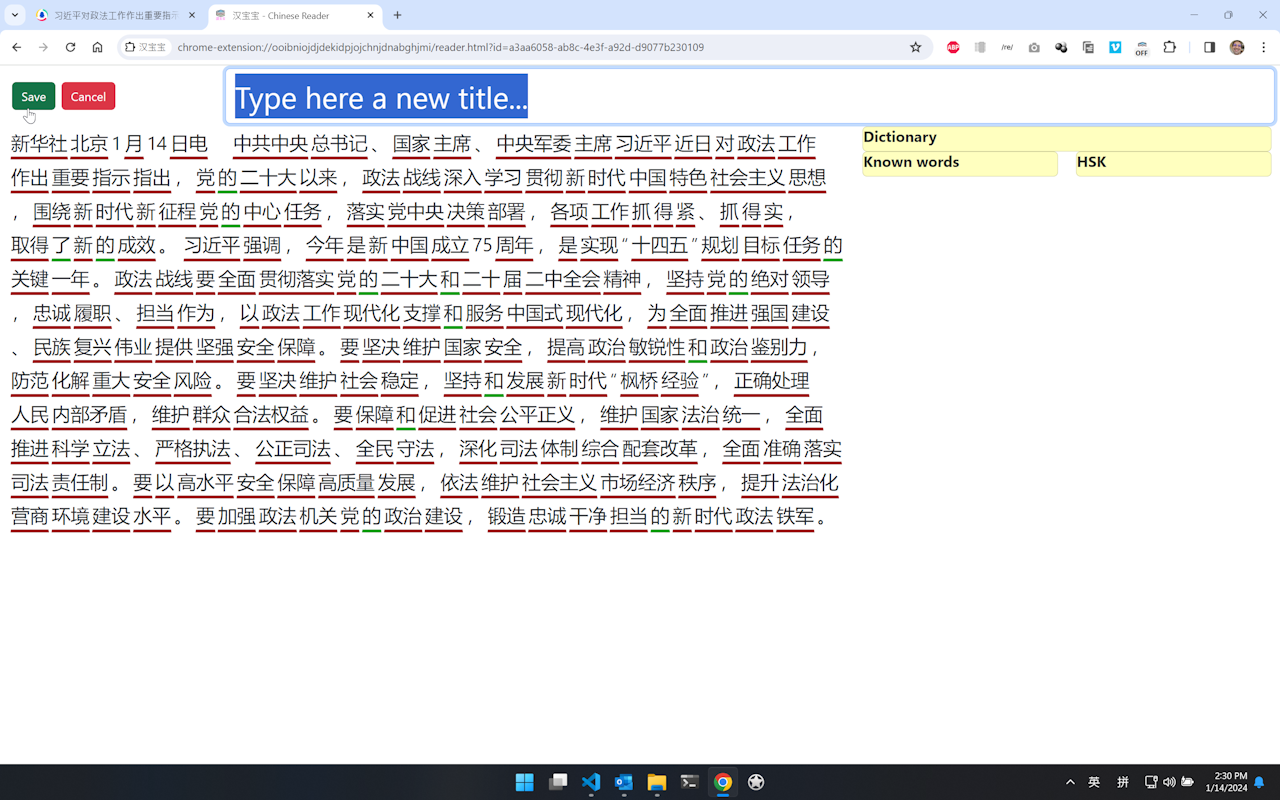 习近平对政法工作作出重要指示
汉宝宝 - Chinese Reader
汉宝宝
chrome-extension://ooibniojdjdekidpjojchnjdnabghjmi/reader.html?id=a3aa6058-ab8c-4e3f-a92d-d9077b230109
ABP
/re/
OFF
Save
Cancel
Type here a new title...
新华社 北京 1 月 14 日电 中共中央 总书记 、 国家 主席 、 中央军委 主席 习近平 近日 对 政法 工作
作出 重要 指示 指出 ， 党 的 二十大 以来 ， 政法 战线 深入 学习 贯彻 新 时代 中国 特色 社会主义 思想
， 围绕 新 时代 新 征程 党 的 中心 任务 ， 落实 党中央 决策 部署 ， 各项 工作 抓 得 紧 、 抓 得 实 ，
取得 了 新 的 成效 。 习近平 强调 ， 今年 是 新 中国 成立 75 周年 ， 是 实现 “ 十四五 ” 规划 目标 任务 的
关键 一年 。 政法 战线 要 全面 贯彻 落实 党 的 二十大 和 二十 届 二中全会 精神 ， 坚持 党 的 绝对 领导
， 忠诚 履职 、 担当 作为 ， 以 政法 工作 现代化 支撑 和 服务 中国式 现代化 ， 为 全面 推进 强国 建设
、 民族 复兴 伟业 提供 坚强 安全 保障 。 要 坚决 维护 国家 安全 ， 提高 政治 敏锐性 和 政治 鉴别力 ，
防范 化解 重大 安全 风险 。 要 坚决 维护 社会 稳定 ， 坚持 和 发展 新 时代 “ 枫桥 经验 ” ， 正确处理
人民 内部矛盾 ， 维护 群众 合法权益 。 要 保障 和 促进 社会 公平正义 ， 维护 国家 法治 统一 ， 全面
推进 科学 立法 、 严格执法 、 公正司法 、 全民 守法 ， 深化 司法 体制 综合 配套改革 ， 全面 准确 落实
司法 责任制 。 要 以 高水平 安全 保障 高质量 发展 ， 依法 维护 社会主义 市场经济 秩序 ， 提升 法治化
营商 环境 建设 水平 。 要 加强 政法 机关 党 的 政治 建设 ， 锻造 忠诚 干净 担当 的 新 时代 政法 铁军 。
Dictionary
Known words
HSK
英
拼
2:30 PM
1/14/2024